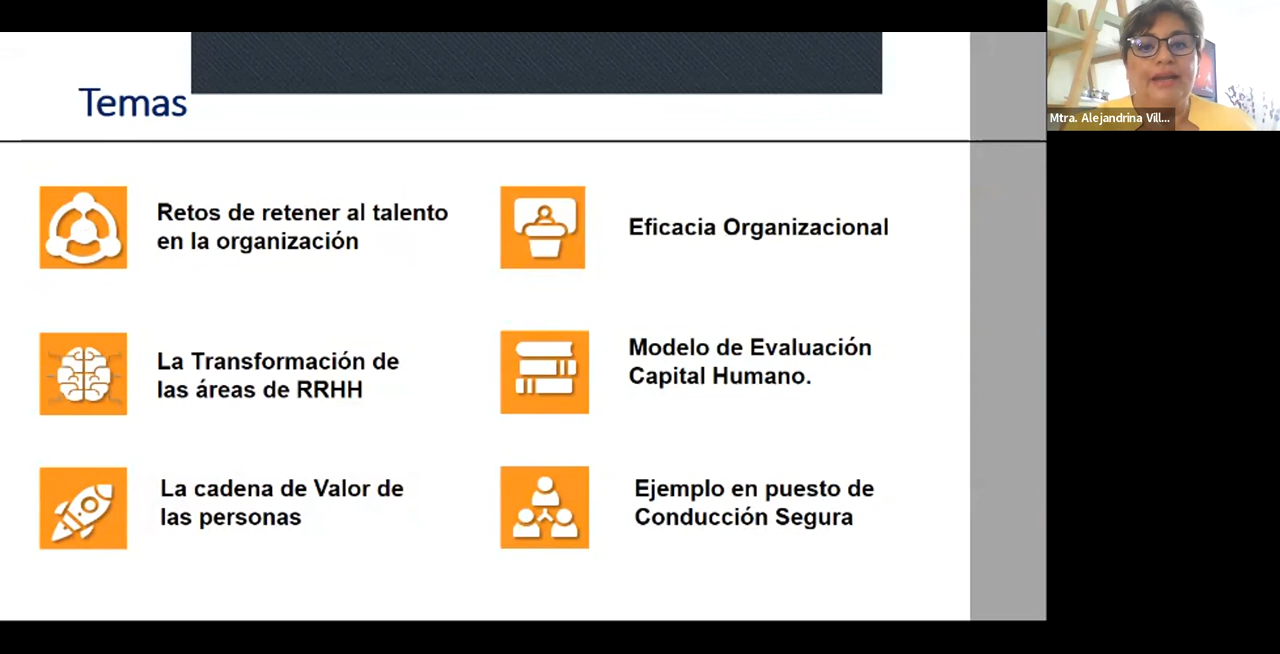 Temas
Retos de retener al talento
en la organización
La Transformación de
las áreas de RRHH
La cadena de Valor de
las personas
Eficacia Organizacional
Modelo de Evaluación
Capital Humano.
Ejemplo en puesto de
Conducción Segura
Mtra. Alejandrina Vill...